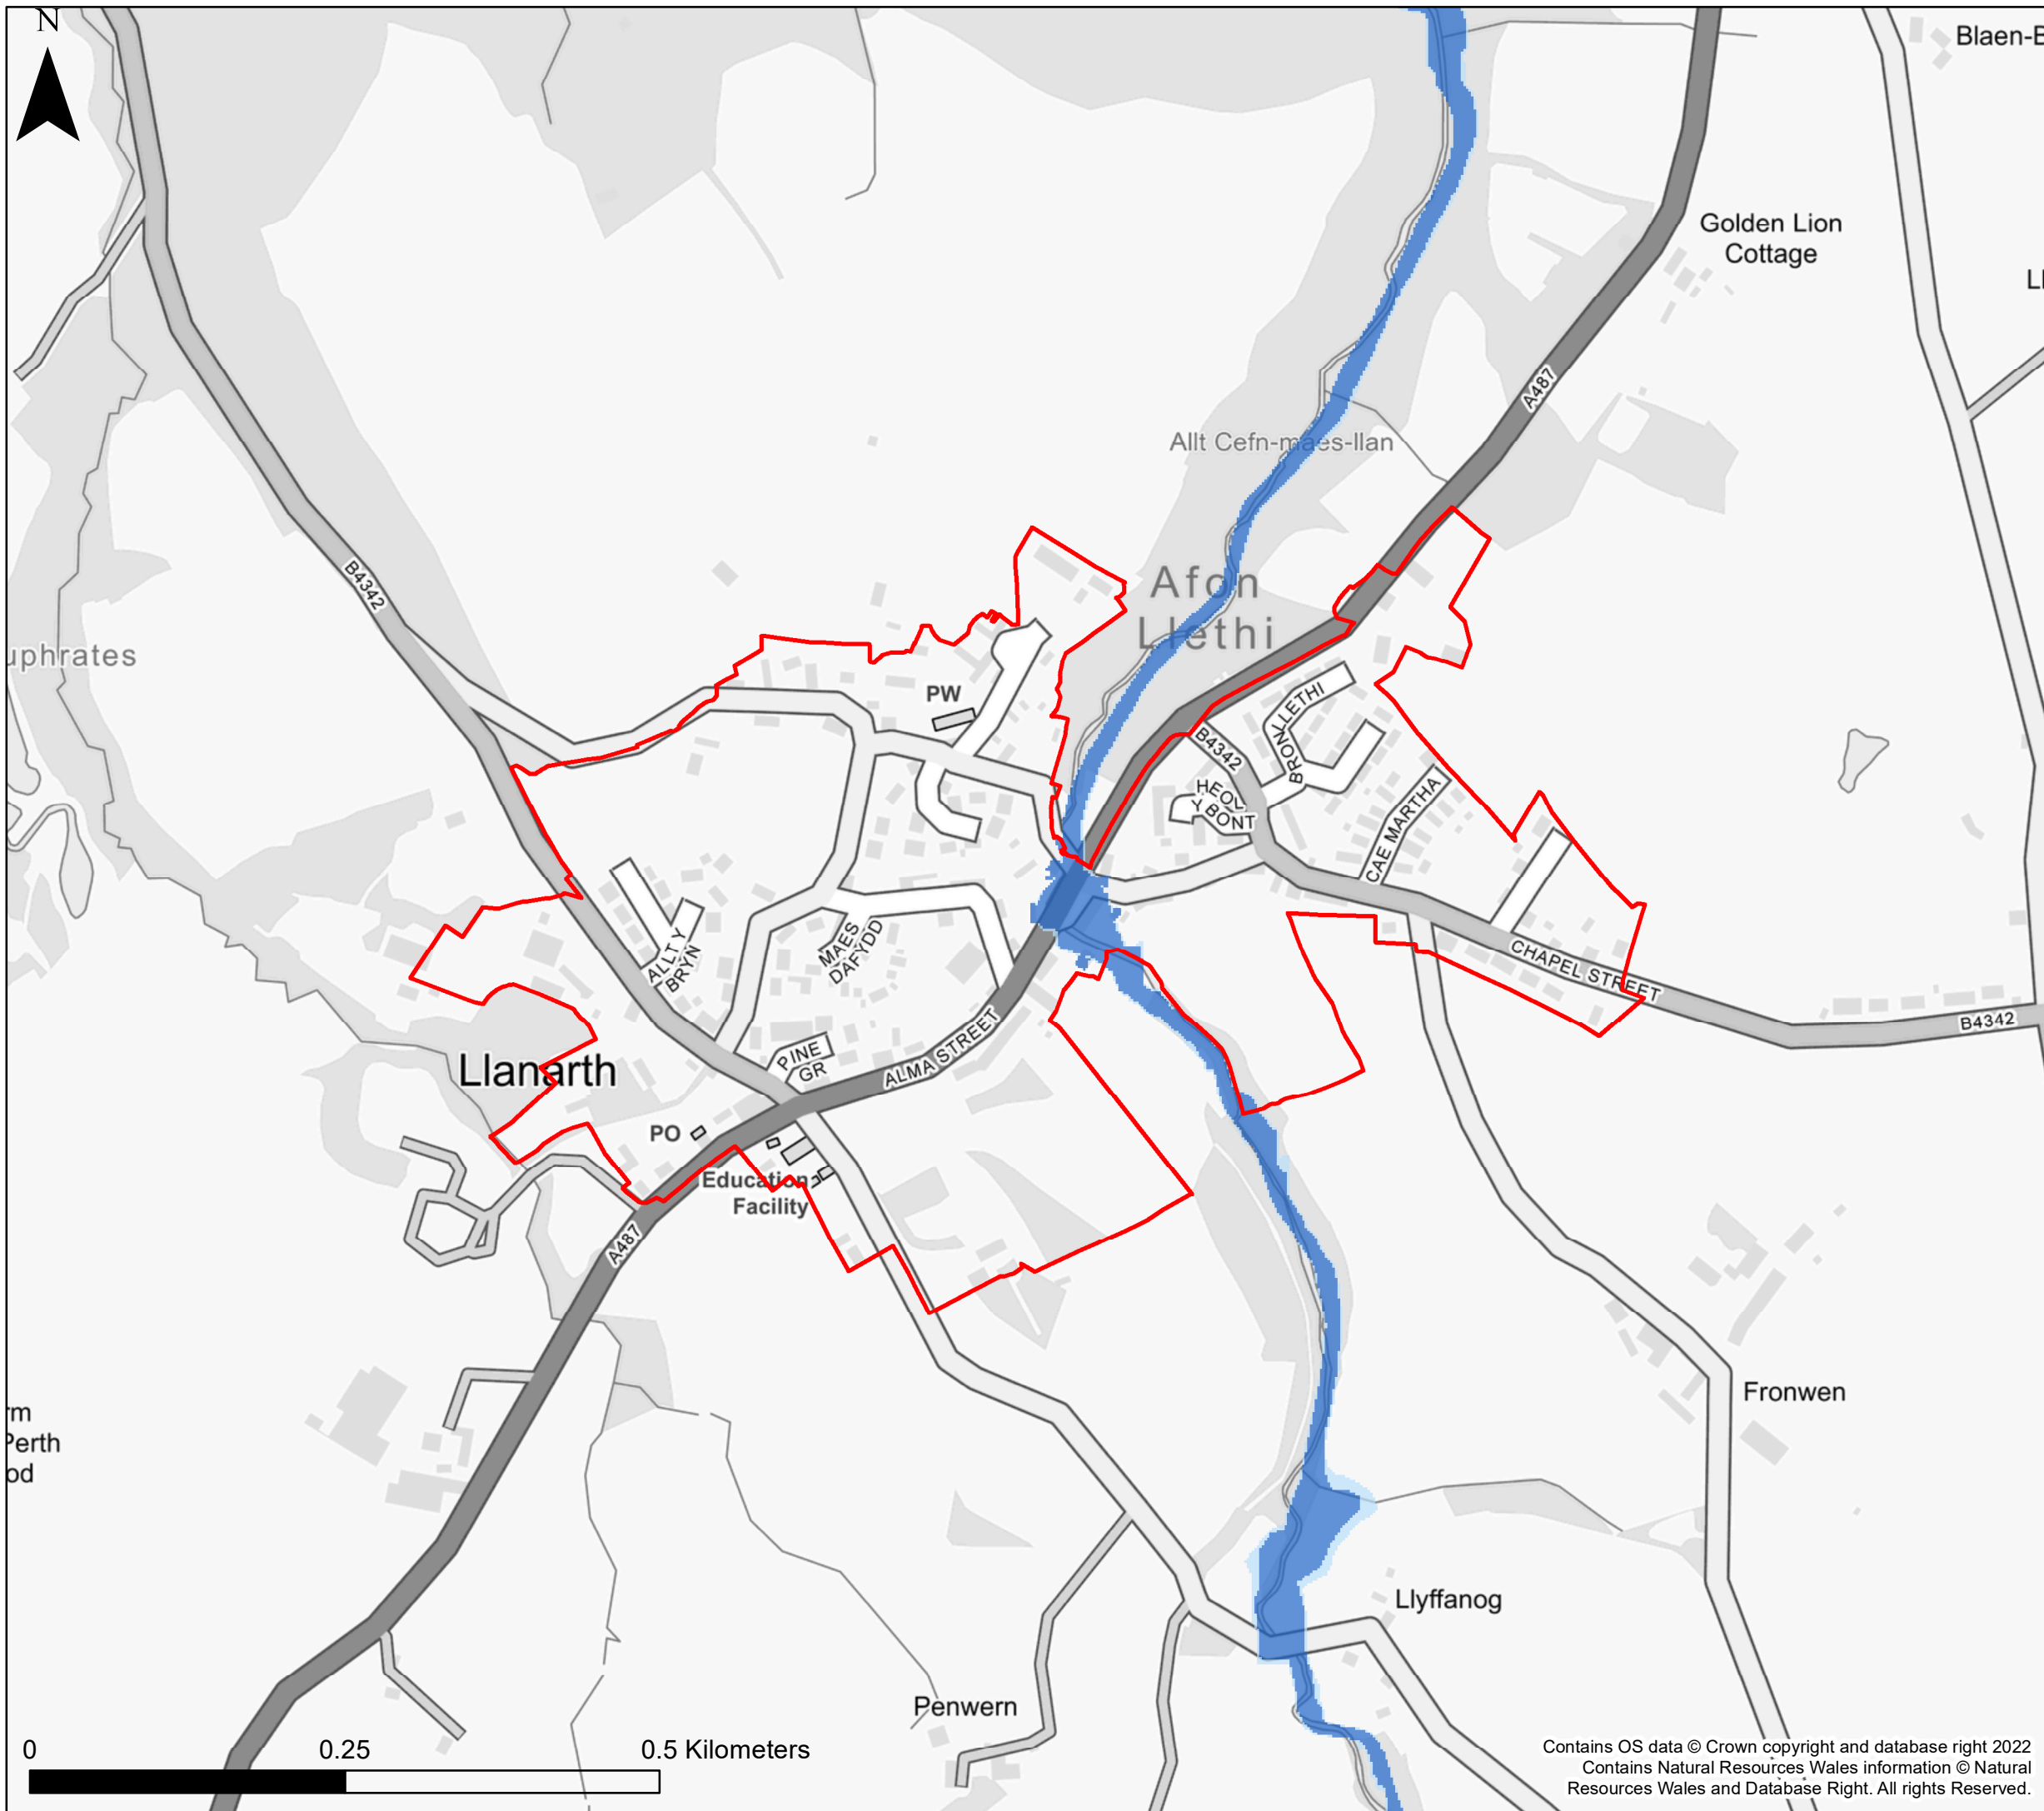 N
Blaen-B
Golden Lion
Cottage
Ll
A487
Allt Cefn-maes-llan
B4342
Afon
Llethi
uphrates
PW
BRON LLETHI
B4342
HEOL
Y BONT
CAE MARTHA
ALLT Y
BRYN
MAES
DAFYDD
CHAPEL STREET
B4342
PINE
GR
ALMA STREET
Llanarth
PO
Education
Facility
A487
Fronwen
rm
Perth
od
Llyffanog
Penwern
0 0.25 0.5 Kilometers
Contains OS data © Crown copyright and database right 2022
Contains Natural Resources Wales information © Natural
Resources Wales and Database Right. All rights Reserved.